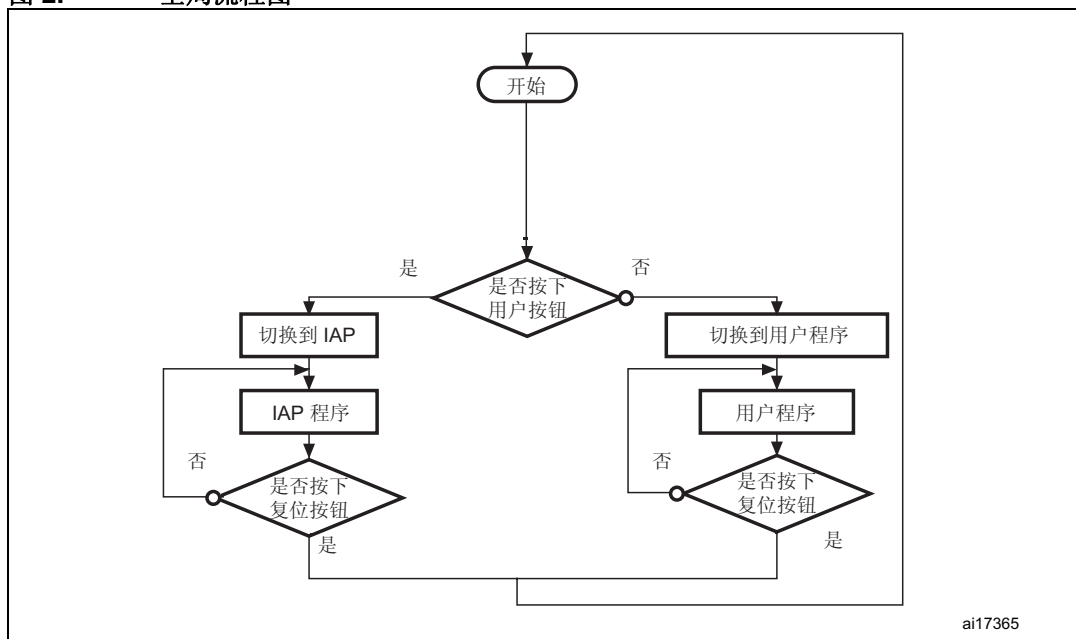 图 2. 全局流程图
开始
是
否
是否按下
用户按钮
切换到 IAP
切换到用户程序
IAP 程序
用户程序
否
是否按下
复位按钮
是
否
是否按下
复位按钮
是
ai17365